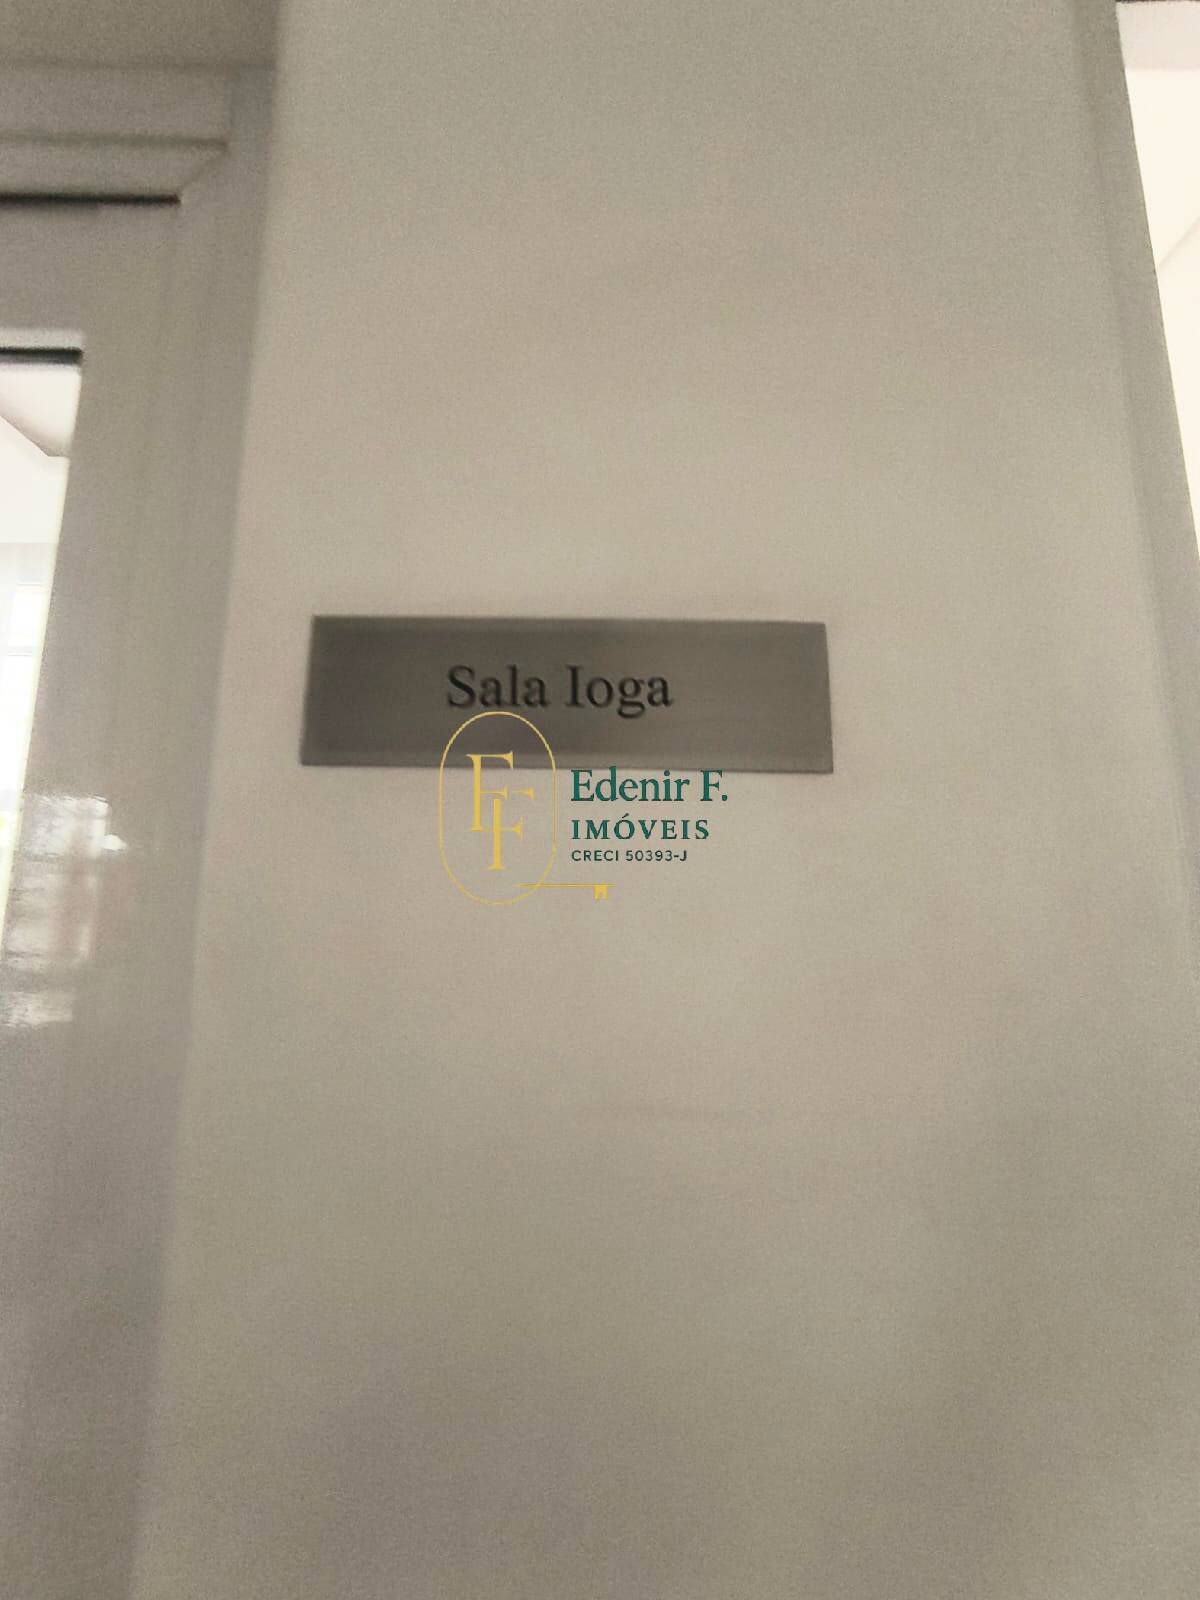 Sala Ioga
EF
Edenir F.
IMÓVEIS
CRECI 50393-J